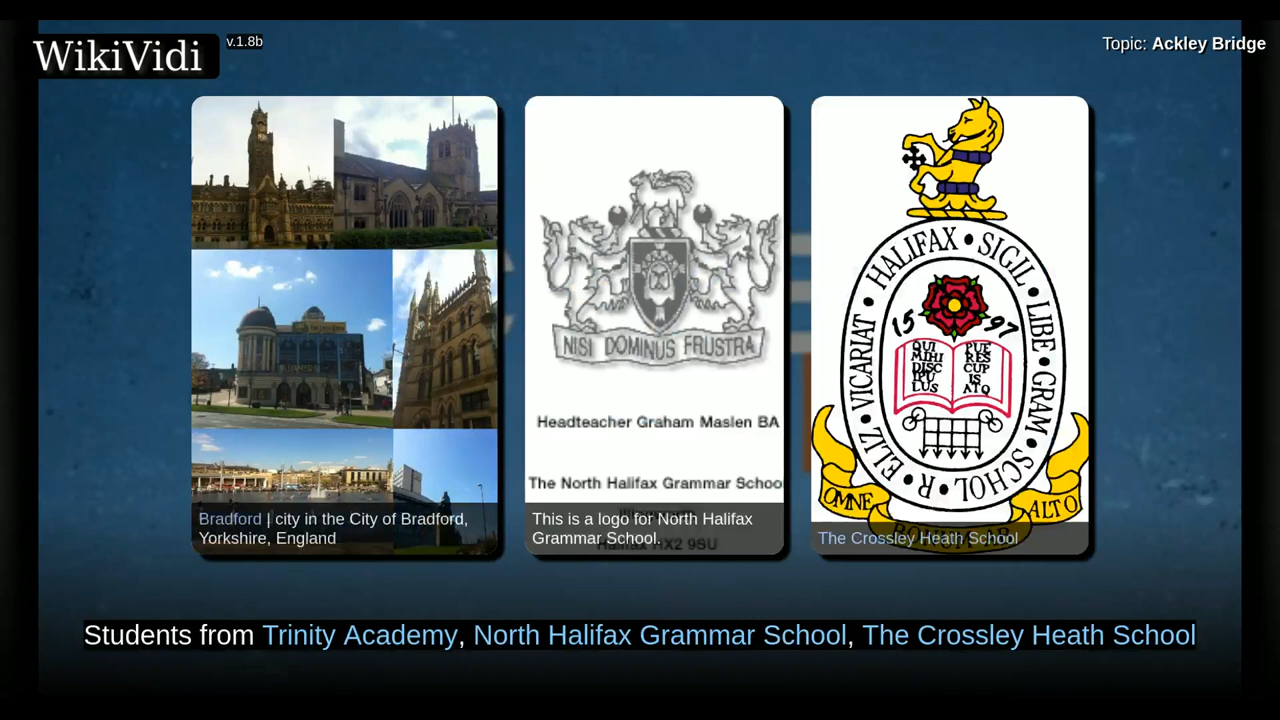 WikiVidi
v.1.8b
Topic: Ackley Bridge
Bradford | city in the City of Bradford,
Yorkshire, England
NISI DOMINUS FRUSTRA
Headteacher Graham Maslen BA
The North Halifax Grammar Schoo
This is a logo for North Halifax
Grammar School.
Halifax HX2 9SU
R • ELIZ • VICARIAT • HALIFAX • SIGIL • LIBE • GRAM • SCHOL •
15 97
QUI
MIHI
DISC
IPU
LUS
PUE
RES
CUP
IS
ATQ
OMNE
ALTO
The Crossley Heath School
Students from Trinity Academy, North Halifax Grammar School, The Crossley Heath School